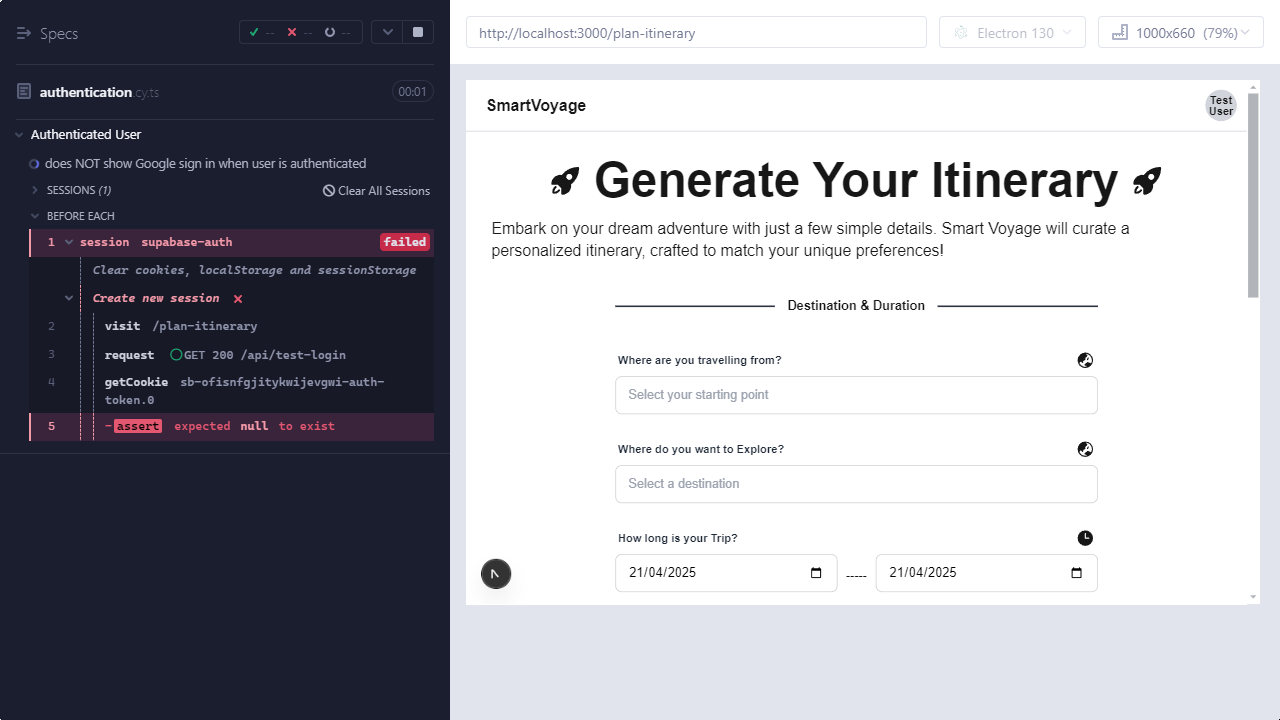 Specs
-- -- --
authentication.cy.ts
00:01
Authenticated User
does NOT show Google sign in when user is authenticated
SESSIONS (1)
Clear All Sessions
BEFORE EACH
1 session supabase-auth failed
Clear cookies, localStorage and sessionStorage
Create new session
2 visit /plan-itinerary
3 request GET 200 /api/test-login
4 getCookie sb-ofisnfgjitykwijevgwi-auth-
token.0
5 -assert expected null to exist
http://localhost:3000/plan-itinerary
Electron 130
1000x660 (79%)
SmartVoyage
Test
User
Generate Your Itinerary
Embark on your dream adventure with just a few simple details. Smart Voyage will curate a
personalized itinerary, crafted to match your unique preferences!
Destination & Duration
Where are you travelling from?
Select your starting point
Where do you want to Explore?
Select a destination
How long is your Trip?
21/04/2025 ----- 21/04/2025